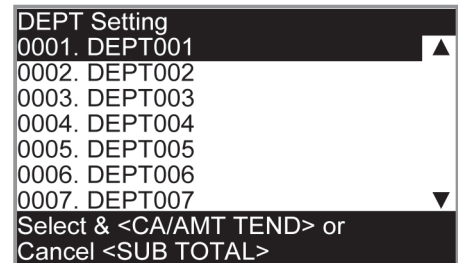 DEPT Setting
0001. DEPT001
0002. DEPT002
0003. DEPT003
0004. DEPT004
0005. DEPT005
0006. DEPT006
0007. DEPT007
Select & <CA/AMT TEND> or
Cancel <SUB TOTAL>